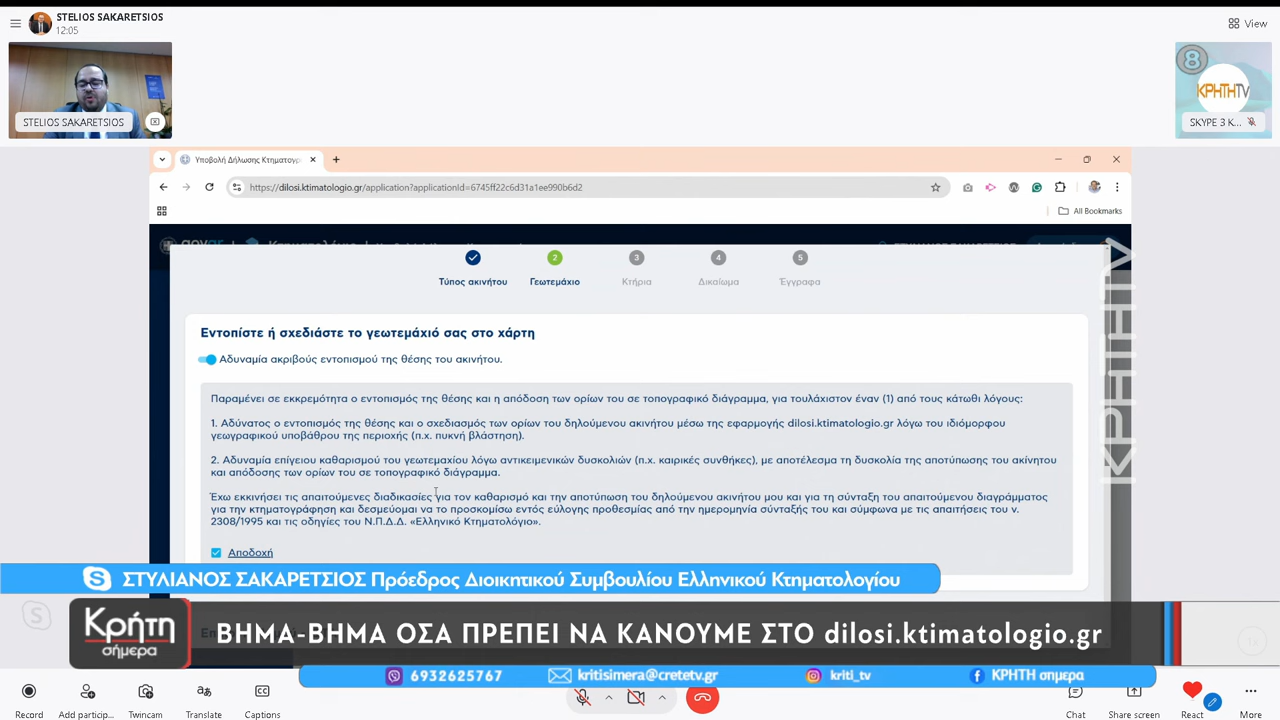 STELIOS SAKARETSIOS
12:05
View
STELIOS SAKARETSIOS
8
ΚΡΗΤΗTV
SKYPE 3 K...
Υποβολή Δήλωσης Κτηματογρ
https://dilosi.ktimatologio.gr/application?applicationId=6745ff22c6d31a1ee990b6d2
All Bookmarks
2 3 4 5
Τύπος ακινήτου Γεωτεμάχιο Κτήρια Δικαίωμα Έγγραφα
ΚΡΗΤΗTV
Εντοπίστε ή σχεδιάστε το γεωτεμάχιό σας στο χάρτη
Αδυναμία ακριβούς εντοπισμού της θέσης του ακινήτου.
Παραμένει σε εκκρεμότητα ο εντοπισμός της θέσης και η απόδοση των ορίων του σε τοπογραφικό διάγραμμα, για τουλάχιστον έναν (1) από τους κάτωθι λόγους:
1. Αδύνατος ο εντοπισμός της θέσης και ο σχεδιασμός των ορίων του δηλούμενου ακινήτου μέσω της εφαρμογής dilosi.ktimatologio.gr λόγω του ιδιόμορφου
γεωγραφικού υποβάθρου της περιοχής (π.χ. πυκνή βλάστηση).
2. Αδυναμία επίγειου καθαρισμού του γεωτεμαχίου λόγω αντικειμενικών δυσκολιών (π.χ. καιρικές συνθήκες), με αποτέλεσμα τη δυσκολία της αποτύπωσης του ακίνητου
και απόδοσης των ορίων του σε τοπογραφικό διάγραμμα.
Έχω εκκινήσει τις απαιτούμενες διαδικασίες για τον καθαρισμό και την αποτύπωση του δηλούμενου ακινήτου μου και για τη σύνταξη του απαιτούμενου διαγράμματος
για την κτηματογράφηση και δεσμεύομαι να το προσκομίσω εντός εύλογης προθεσμίας από την ημερομηνία σύνταξής του και σύμφωνα με τις απαιτήσεις του ν.
2308/1995 και τις οδηγίες του Ν.Π.Δ.Δ. «Ελληνικό Κτηματολόγιο».
Αποδοχή
ΣΤΥΛΙΑΝΟΣ ΣΑΚΑΡΕΤΣΙΟΣ Πρόεδρος Διοικητικού Συμβουλίου Ελληνικού Κτηματολογίου
Κρήτη
σήμερα
ΒΗΜΑ-ΒΗΜΑ ΟΣΑ ΠΡΕΠΕΙ ΝΑ ΚΑΝΟΥΜΕ ΣΤΟ dilosi.ktimatologio.gr
6932625767 kritisimera@cretetv.gr kriti_tv ΚΡΗΤΗ σημερα
Record Add particip... Twincam Translate Captions Chat Share screen React More